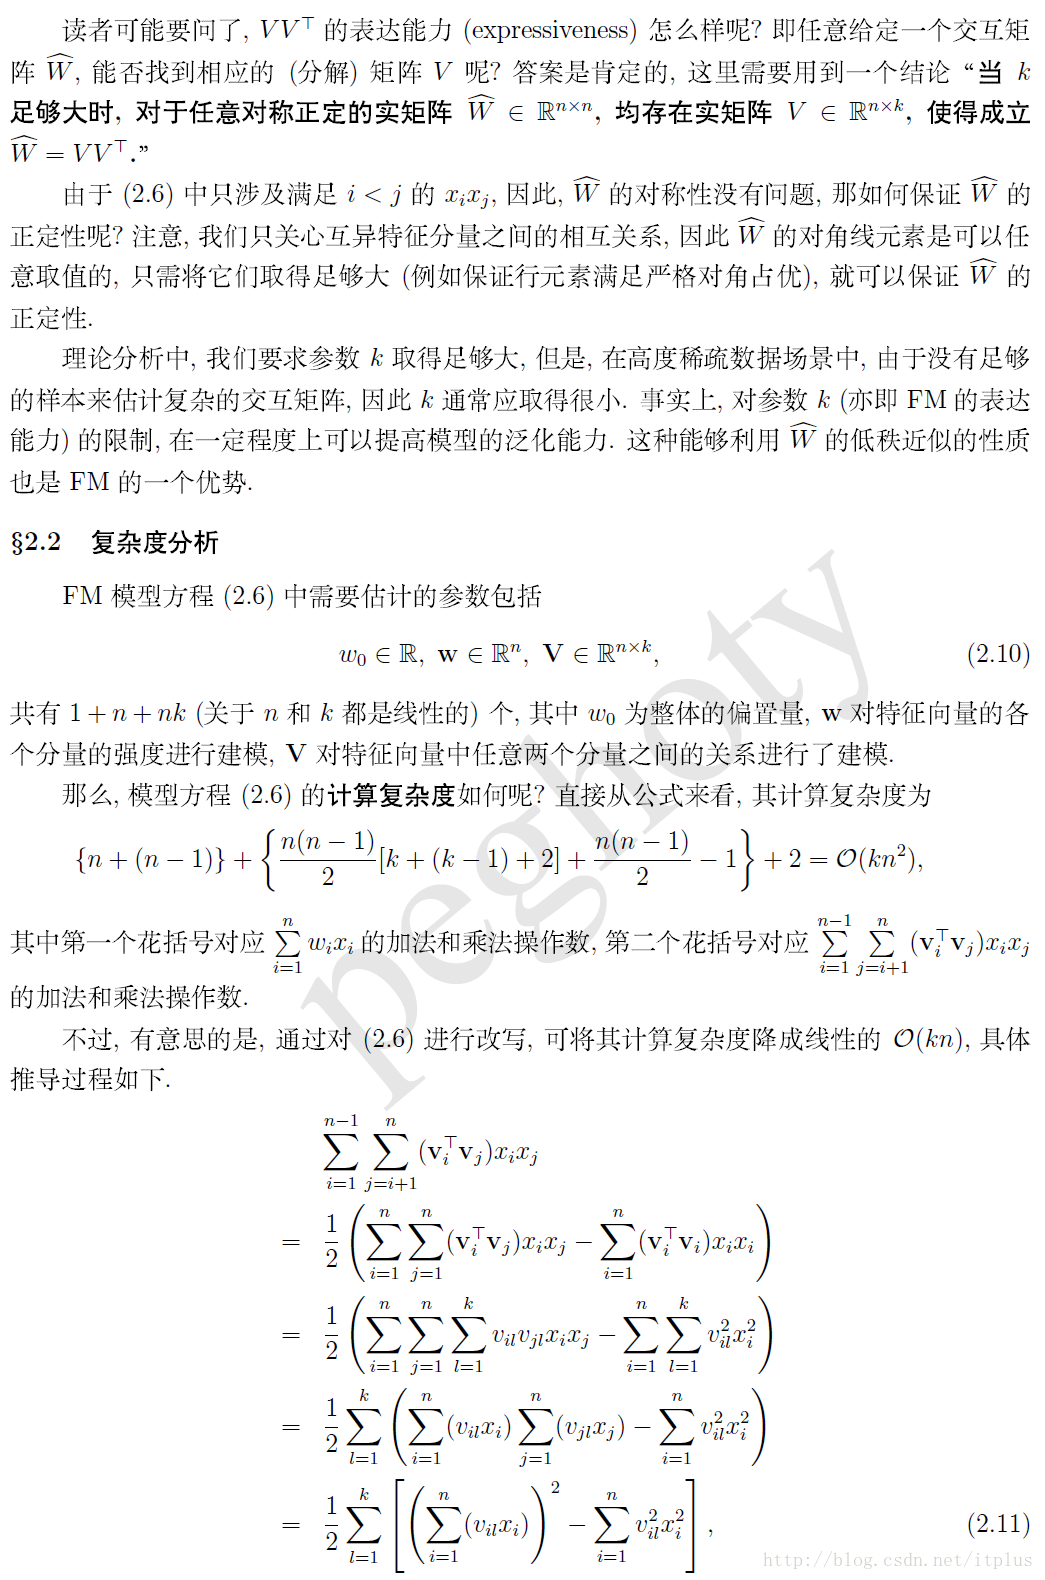 读者可能要问了, $VV^\top$ 的表达能力 (expressiveness) 怎么样呢? 即任意给定一个交互矩
阵 $\widehat{W}$, 能否找到相应的 (分解) 矩阵 $V$ 呢? 答案是肯定的, 这里需要用到一个结论 “当 $k$
足够大时, 对于任意对称正定的实矩阵 $\widehat{W} \in \mathbb{R}^{n\times n}$, 均存在实矩阵 $V \in \mathbb{R}^{n\times k}$, 使得成立
$\widehat{W} = VV^\top$.”
由于 (2.6) 中只涉及满足 $i < j$ 的 $x_i x_j$, 因此, $\widehat{W}$ 的对称性没有问题, 那如何保证 $\widehat{W}$ 的
正定性呢? 注意, 我们只关心互异特征分量之间的相互关系, 因此 $\widehat{W}$ 的对角线元素是可以任
意取值的, 只需将它们取得足够大 (例如保证行元素满足严格对角占优), 就可以保证 $\widehat{W}$ 的
正定性.
理论分析中, 我们要求参数 $k$ 取得足够大, 但是, 在高度稀疏数据场景中, 由于没有足够
的样本来估计复杂的交互矩阵, 因此 $k$ 通常应取得很小. 事实上, 对参数 $k$ (亦即 FM 的表达
能力) 的限制, 在一定程度上可以提高模型的泛化能力. 这种能够利用 $\widehat{W}$ 的低秩近似的性质
也是 FM 的一个优势.
§2.2 复杂度分析
FM 模型方程 (2.6) 中需要估计的参数包括
$w_0 \in \mathbb{R},\ \mathbf{w} \in \mathbb{R}^n,\ \mathbf{V} \in \mathbb{R}^{n\times k},$ (2.10)
共有 $1 + n + nk$ (关于 $n$ 和 $k$ 都是线性的) 个, 其中 $w_0$ 为整体的偏置量, $\mathbf{w}$ 对特征向量的各
个分量的强度进行建模, $\mathbf{V}$ 对特征向量中任意两个分量之间的关系进行了建模.
那么, 模型方程 (2.6) 的计算复杂度如何呢? 直接从公式来看, 其计算复杂度为
$\{n + (n-1)\} + \left\{\frac{n(n-1)}{2}[k + (k-1) + 2] + \frac{n(n-1)}{2} - 1\right\} + 2 = \mathcal{O}(kn^2),$
其中第一个花括号对应 $\sum_{i=1}^{n} w_i x_i$ 的加法和乘法操作数, 第二个花括号对应 $\sum_{i=1}^{n-1}\sum_{j=i+1}^{n}(\mathbf{v}_i^\top \mathbf{v}_j)x_i x_j$
的加法和乘法操作数.
不过, 有意思的是, 通过对 (2.6) 进行改写, 可将其计算复杂度降成线性的 $\mathcal{O}(kn)$, 具体
推导过程如下.
$\sum_{i=1}^{n-1}\sum_{j=i+1}^{n}(\mathbf{v}_i^\top \mathbf{v}_j)x_i x_j$
$= \frac{1}{2}\left(\sum_{i=1}^{n}\sum_{j=1}^{n}(\mathbf{v}_i^\top \mathbf{v}_j)x_i x_j - \sum_{i=1}^{n}(\mathbf{v}_i^\top \mathbf{v}_i)x_i x_i\right)$
$= \frac{1}{2}\left(\sum_{i=1}^{n}\sum_{j=1}^{n}\sum_{l=1}^{k} v_{il}v_{jl}x_i x_j - \sum_{i=1}^{n}\sum_{l=1}^{k} v_{il}^2 x_i^2\right)$
$= \frac{1}{2}\sum_{l=1}^{k}\left(\sum_{i=1}^{n}(v_{il}x_i)\sum_{j=1}^{n}(v_{jl}x_j) - \sum_{i=1}^{n} v_{il}^2 x_i^2\right)$
$= \frac{1}{2}\sum_{l=1}^{k}\left[\left(\sum_{i=1}^{n}(v_{il}x_i)\right)^2 - \sum_{i=1}^{n} v_{il}^2 x_i^2\right],$ (2.11)
peghoty
http://blog.csdn.net/itplus